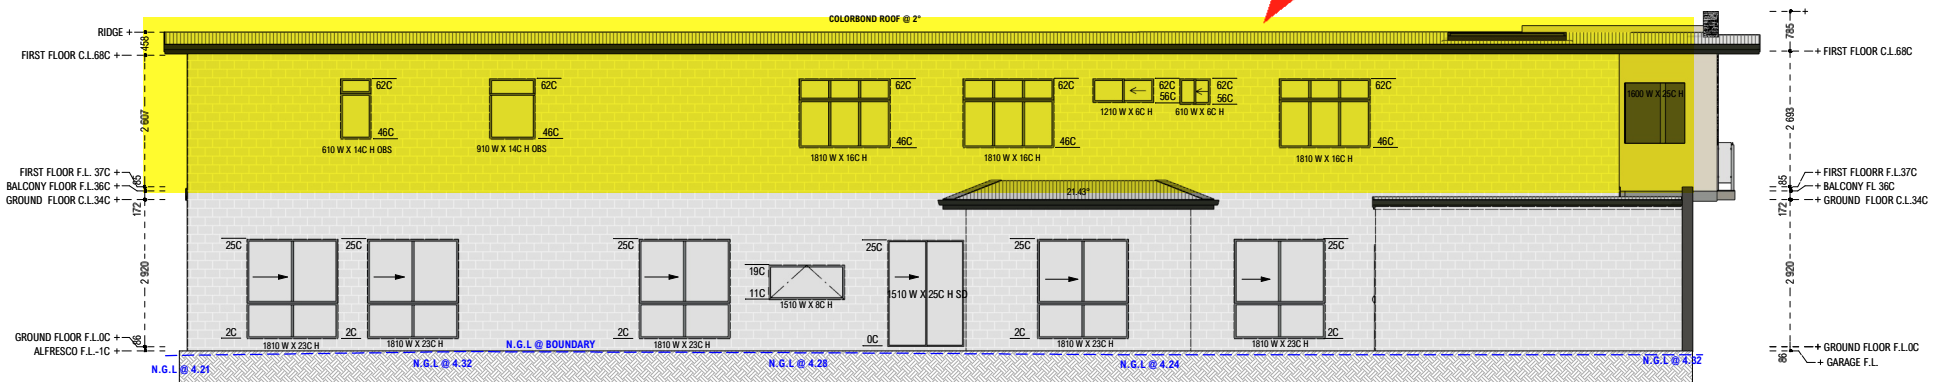 COLORBOND ROOF @ 2°
RIDGE +
458
FIRST FLOOR C.L.68C +
2 607
FIRST FLOOR F.L. 37C +
85
BALCONY FLOOR F.L.36C +
GROUND  FLOOR C.L.34C +
172
2 920
GROUND FLOOR F.L.0C +
86
ALFRESCO F.L.-1C +
62C
46C
610 W X 14C H OBS
62C
46C
910 W X 14C H OBS
62C
46C
1810 W X 16C H
62C
46C
1810 W X 16C H
62C
56C
1210 W X 6C H
62C
56C
610 W X 6C H
62C
46C
1810 W X 16C H
1600 W X 25C H
21.43°
25C
2C
1810 W X 23C H
25C
2C
1810 W X 23C H
25C
2C
1810 W X 23C H
19C
11C
1510 W X 8C H
25C
0C
1510 W X 25C H SD
25C
2C
1810 W X 23C H
25C
2C
1810 W X 23C H
N.G.L @ BOUNDARY
N.G.L @ 4.21
N.G.L @ 4.32
N.G.L @ 4.28
N.G.L @ 4.24
N.G.L @ 4.32
+
785
+ FIRST FLOOR C.L.68C
2 693
+ FIRST FLOORR F.L.37C
85
+ BALCONY FL 36C
+ GROUND  FLOOR C.L.34C
172
2 920
+ GROUND FLOOR F.L.0C
86
+ GARAGE F.L.